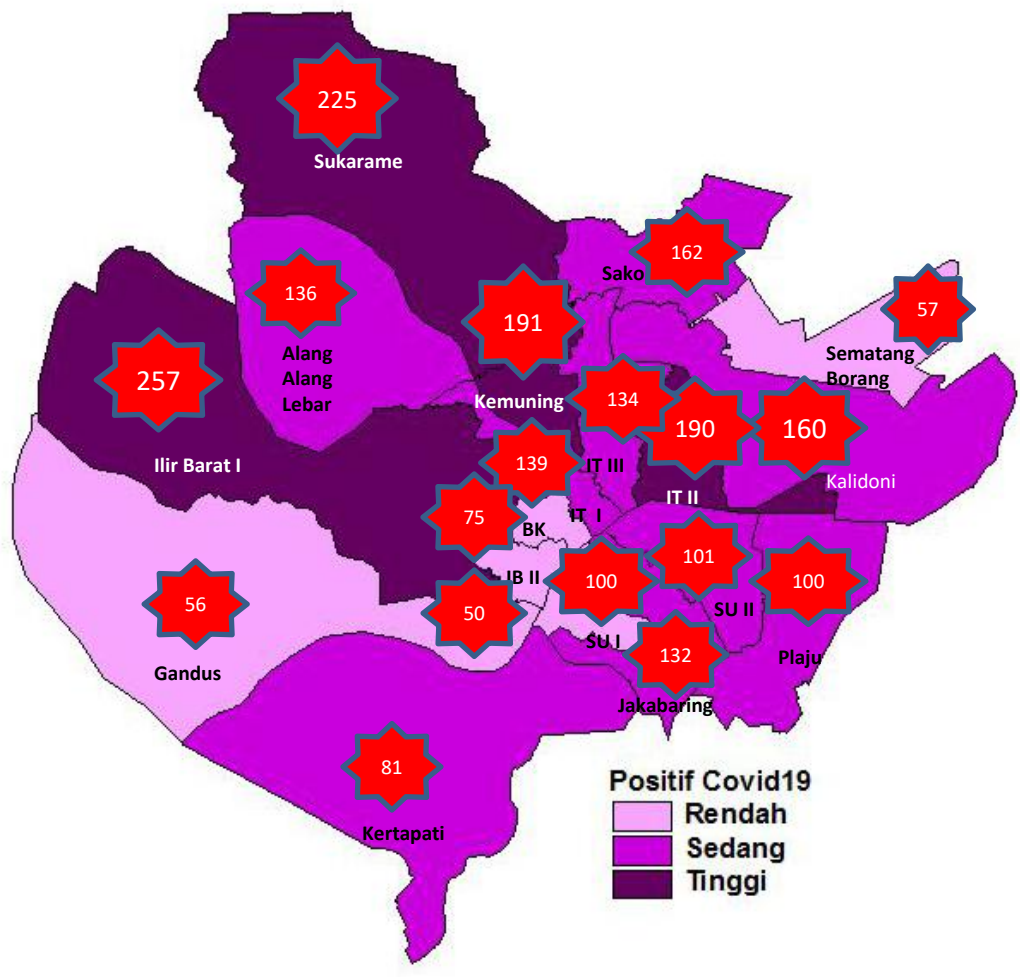 225
Sukarame
162
Sako
136
Alang
Alang
Lebar
191
Kemuning
57
Sematang
Borang
257
Ilir Barat I
134
190
IT II
160
Kalidoni
139
IT III
75
BK
IT I
IB II
50
100
SU I
101
SU II
100
Plaju
56
Gandus
132
Jakabaring
81
Kertapati
Positif Covid19
Rendah
Sedang
Tinggi